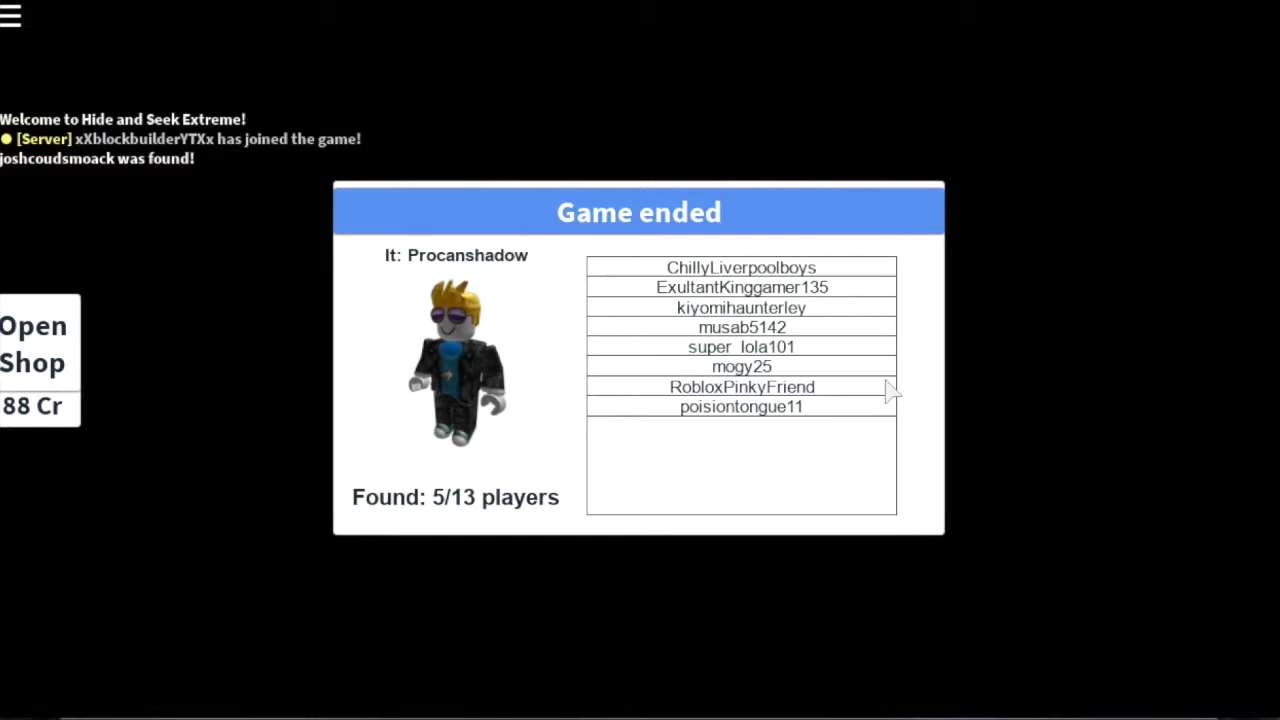 Welcome to Hide and Seek Extreme!
[Server] xXblockbuilderYTXx has joined the game!
joshcoudsmoack was found!
Game ended
It: Procanshadow
ChillyLiverpoolboys
ExultantKinggamer135
kiyomihaunterley
musab5142
super_lola101
mogy25
RobloxPinkyFriend
poisiontongue11
Found: 5/13 players
Open
Shop
88 Cr